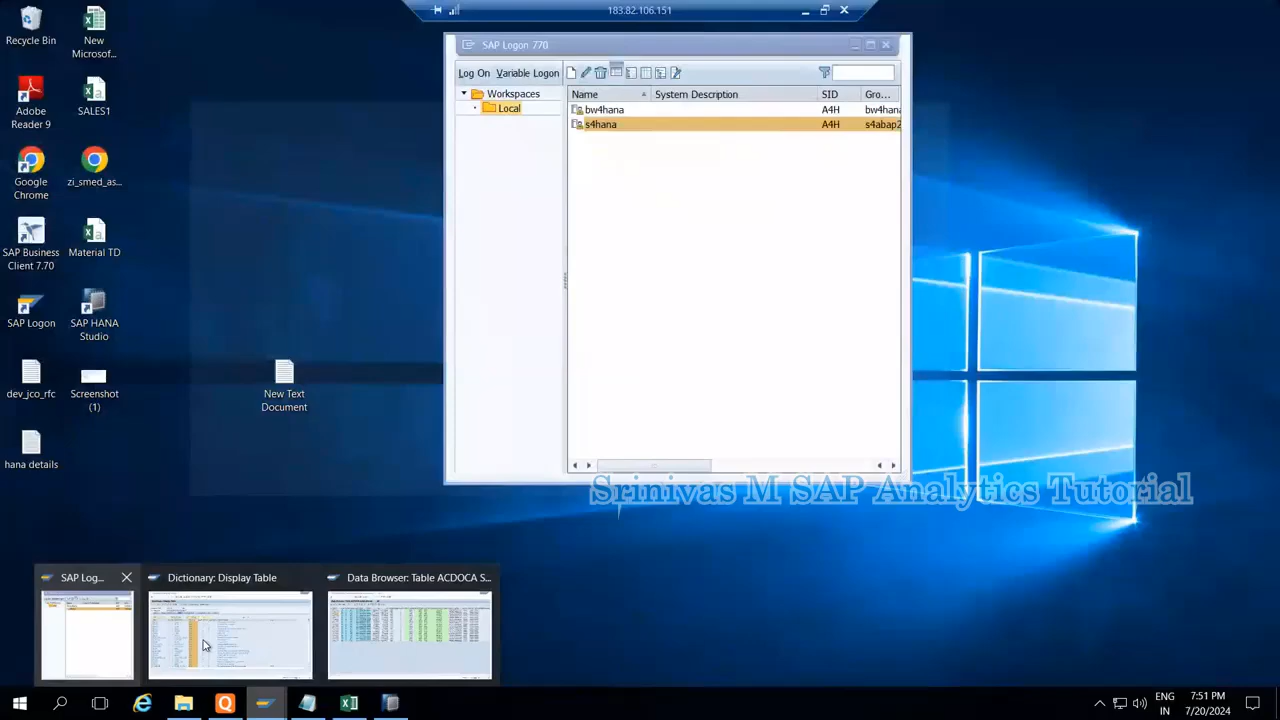 183.82.106.151
Recycle Bin
New
Microsof...
Adobe
Reader 9
SALES1
Google
Chrome
zi_smed_as...
SAP Business
Client 7.70
Material TD
SAP Logon
SAP HANA
Studio
dev_jco_rfc
Screenshot
(1)
hana details
New Text
Document
SAP Logon 770
Log On Variable Logon
Workspaces
Local
Name System Description SID Gro...
bw4hana A4H bw4hana
s4hana A4H s4abap2
Srinivas M SAP Analytics Tutorial
SAP Log...
Dictionary: Display Table
Data Browser: Table ACDOCA S...
ENG
IN
7:51 PM
7/20/2024